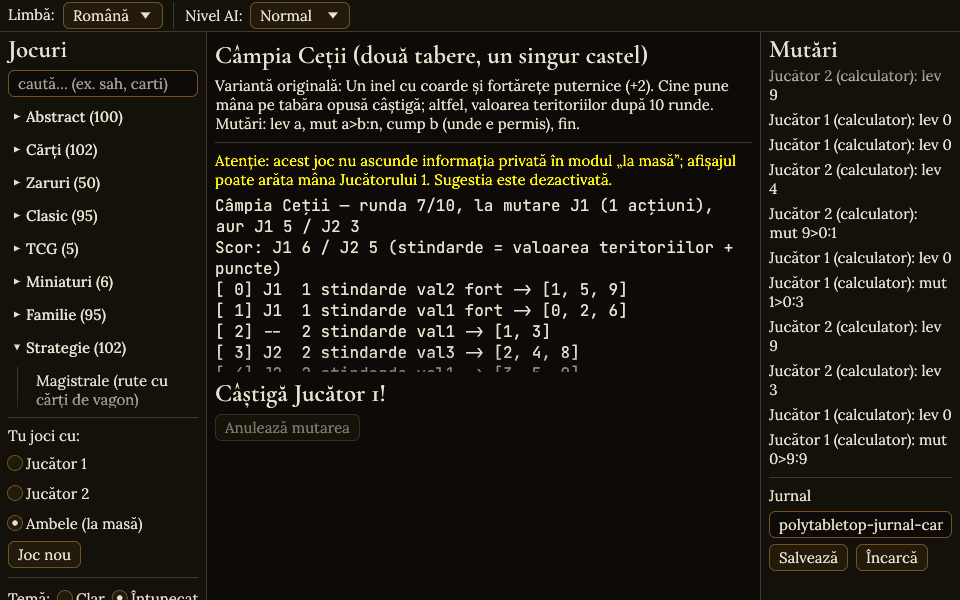 Limbă: Română ▼ Nivel AI: Normal ▼
Jocuri
caută... (ex. sah, carti)
▸ Abstract (100)
▸ Cărți (102)
▸ Zaruri (50)
▸ Clasic (95)
▸ TCG (5)
▸ Miniaturi (6)
▸ Familie (95)
▾ Strategie (102)
Magistrale (rute cu
cărți de vagon)
Tu joci cu:
Jucător 1
Jucător 2
Ambele (la masă)
Joc nou
Temă: Clar Întunecat
Câmpia Ceții (două tabere, un singur castel)
Variantă originală: Un inel cu coarde și fortărețe puternice (+2). Cine pune
mâna pe tabăra opusă câștigă; altfel, valoarea teritoriilor după 10 runde.
Mutări: lev a, mut a>b:n, cump b (unde e permis), fin.
Atenție: acest joc nu ascunde informația privată în modul „la masă”; afișajul
poate arăta mâna Jucătorului 1. Sugestia este dezactivată.
Câmpia Ceții — runda 7/10, la mutare J1 (1 acțiuni),
aur J1 5 / J2 3
Scor: J1 6 / J2 5 (stindarde = valoarea teritoriilor +
puncte)
[ 0] J1 1 stindarde val2 fort -> [1, 5, 9]
[ 1] J1 1 stindarde val1 fort -> [0, 2, 6]
[ 2] -- 2 stindarde val1 -> [1, 3]
[ 3] J2 2 stindarde val3 -> [2, 4, 8]
Câștigă Jucător 1!
Anulează mutarea
Mutări
Jucător 2 (calculator): lev
9
Jucător 1 (calculator): lev 0
Jucător 1 (calculator): lev 0
Jucător 2 (calculator): lev
4
Jucător 2 (calculator):
mut 9>0:1
Jucător 1 (calculator): lev 0
Jucător 1 (calculator): mut
1>0:3
Jucător 2 (calculator): lev
9
Jucător 2 (calculator): lev
3
Jucător 1 (calculator): lev 0
Jucător 1 (calculator): mut
0>9:9
Jurnal
polytabletop-jurnal-car
Salvează Încarcă